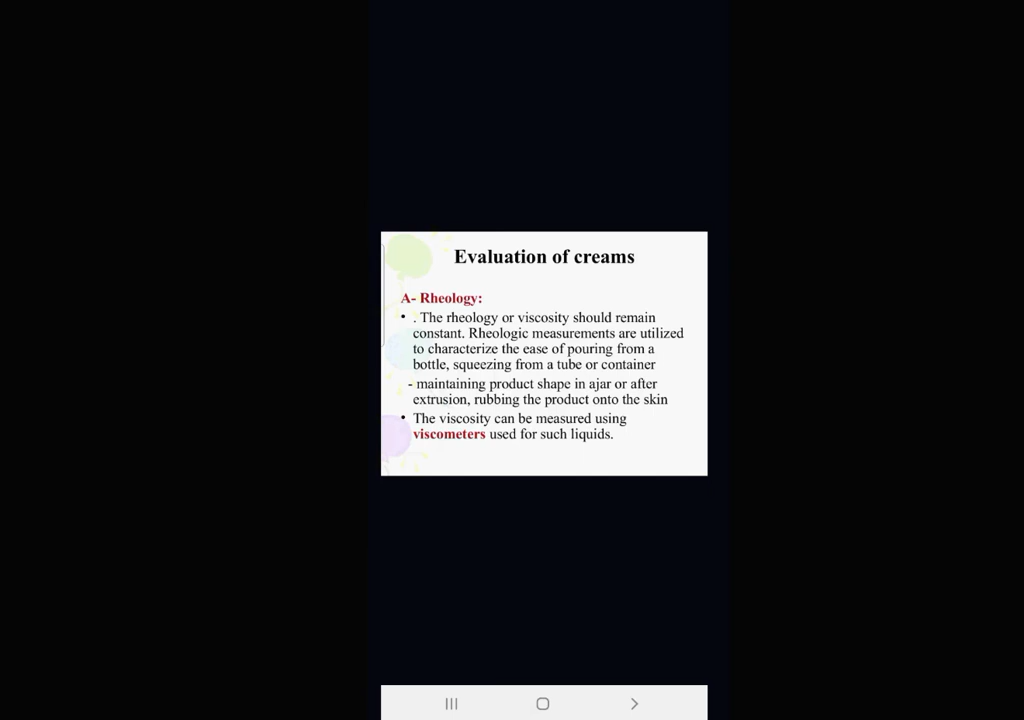 Evaluation of creams
A- Rheology:
• . The rheology or viscosity should remain
constant. Rheologic measurements are utilized
to characterize the ease of pouring from a
bottle, squeezing from a tube or container
- maintaining product shape in ajar or after
extrusion, rubbing the product onto the skin
• The viscosity can be measured using
viscometers used for such liquids.